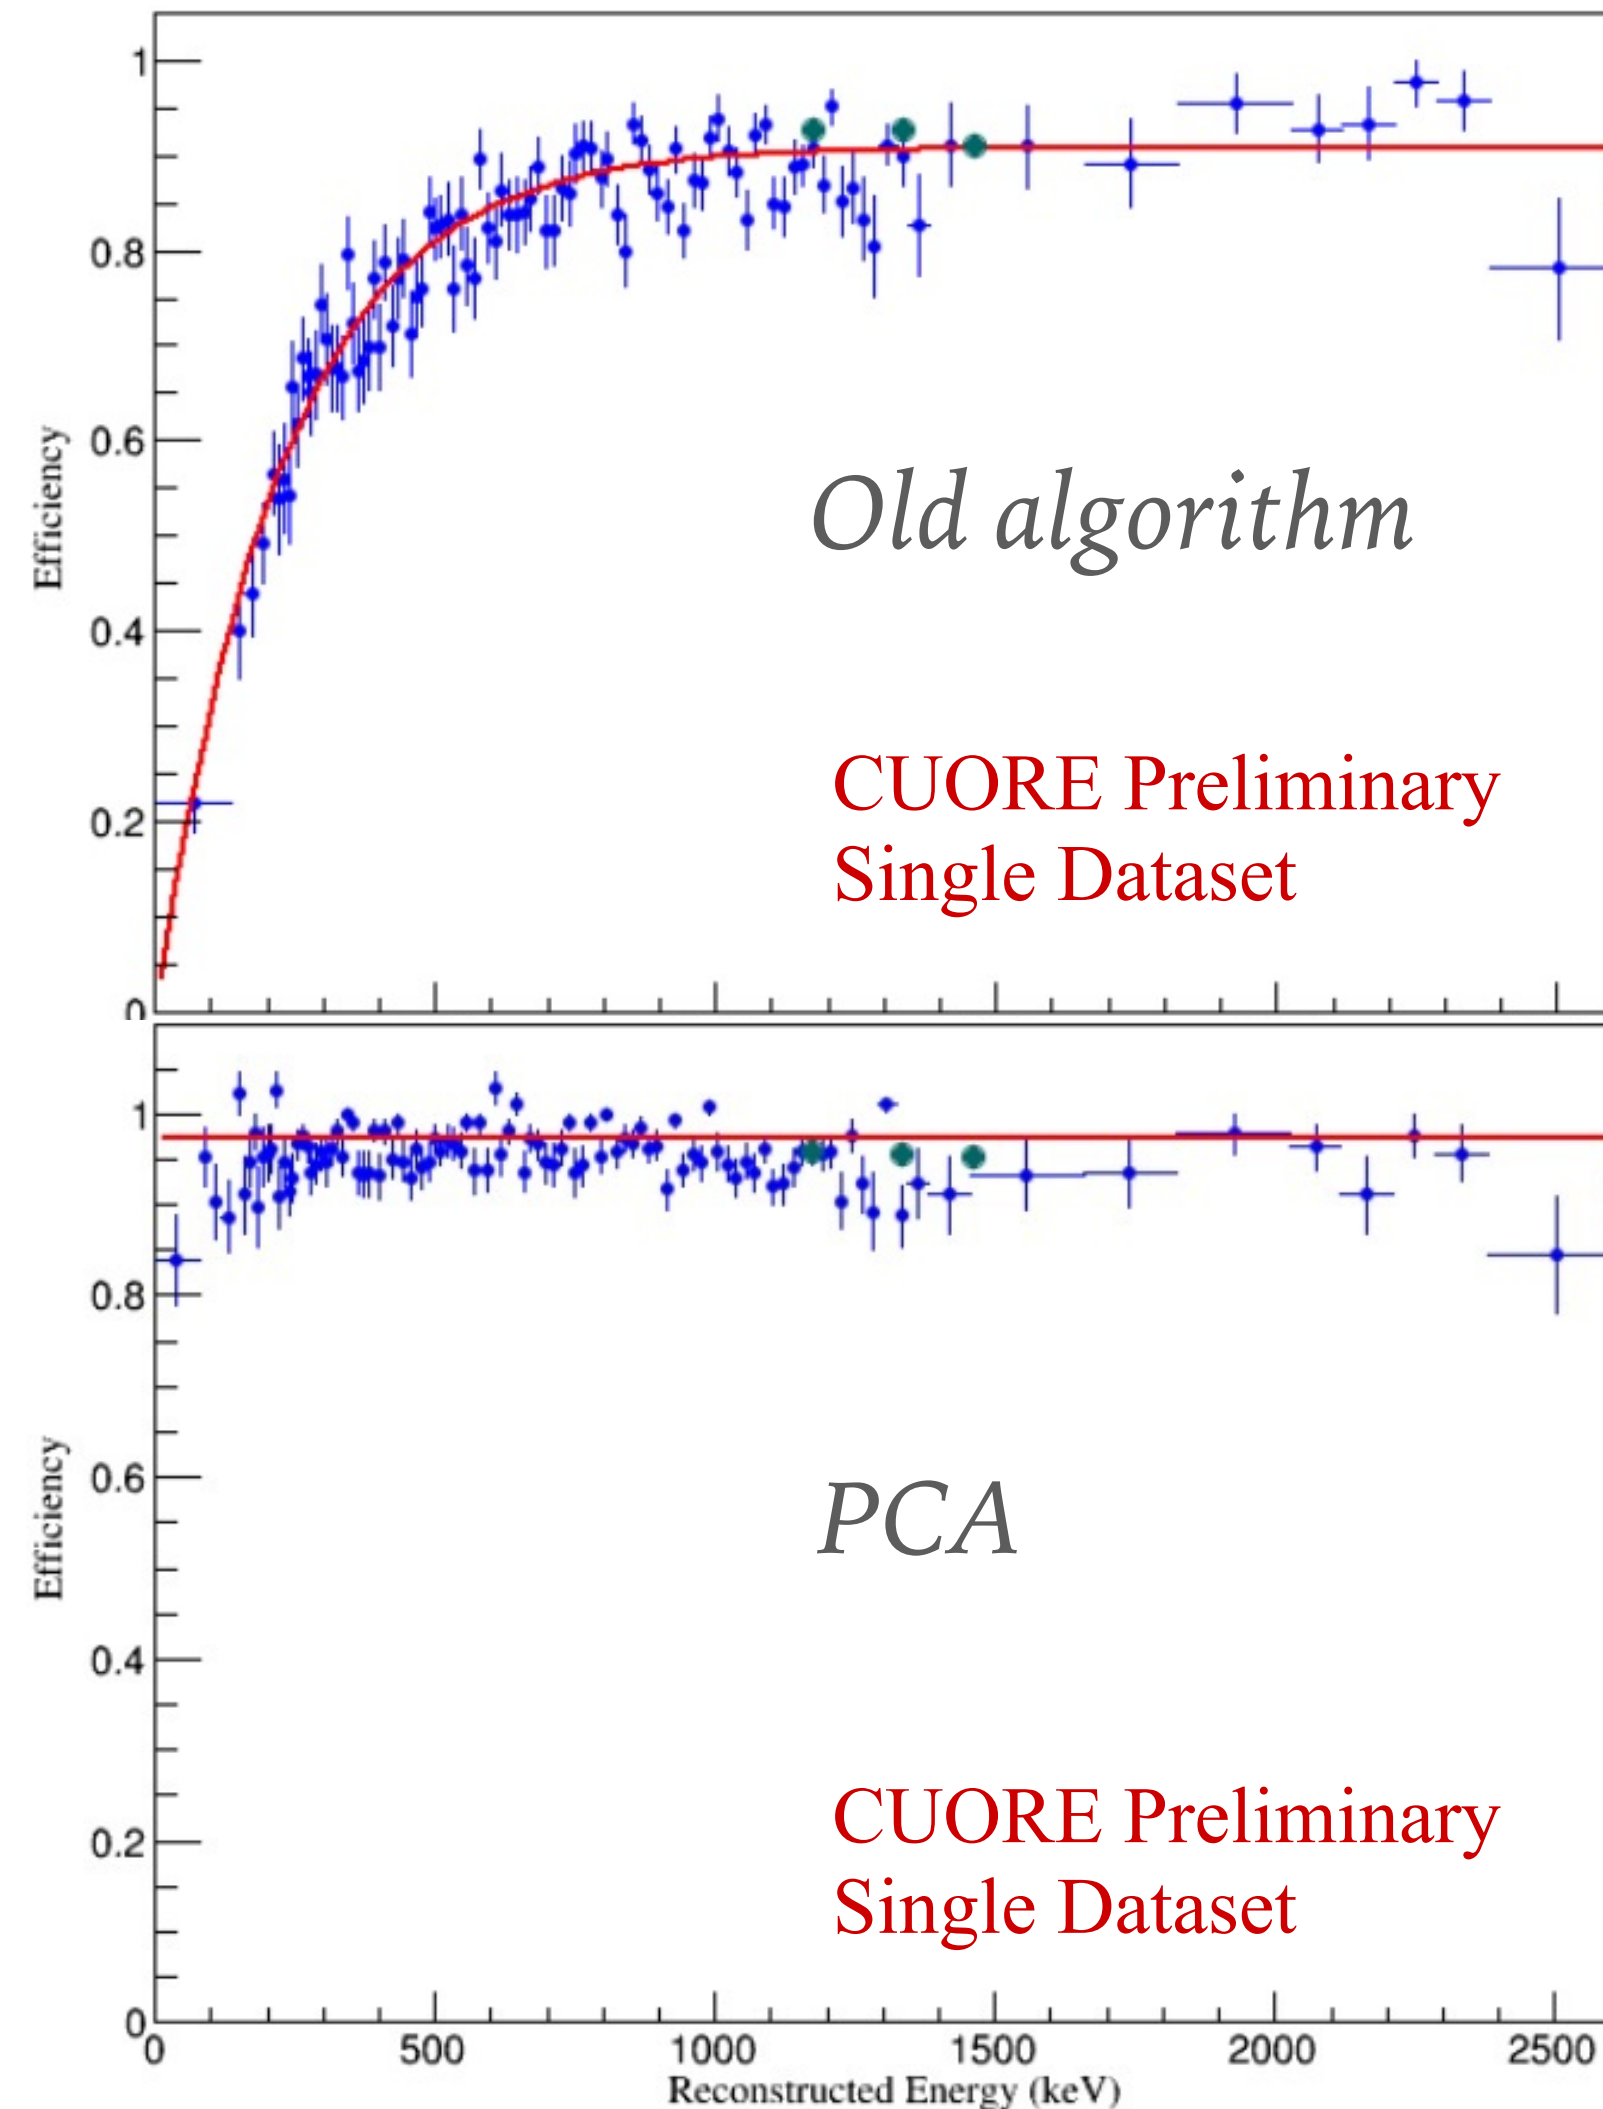 1
0.8
0.6
0.4
0.2
0
Efficiency
Old algorithm
CUORE Preliminary
Single Dataset
1
0.8
0.6
0.4
0.2
0
Efficiency
PCA
CUORE Preliminary
Single Dataset
0 500 1000 1500 2000 2500
Reconstructed Energy (keV)